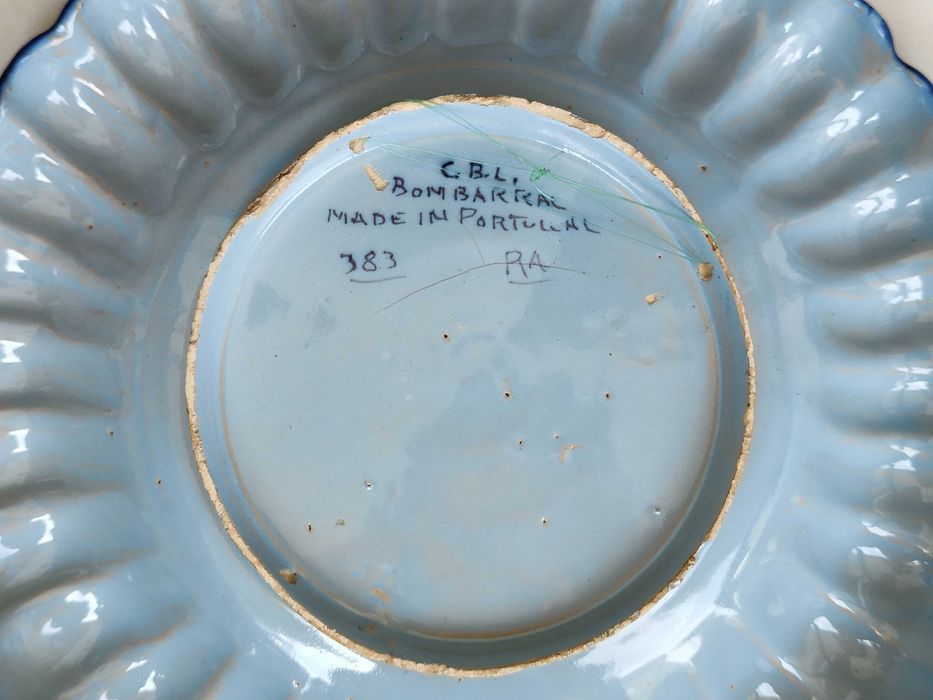 C.B.L.
BOMBARRAL
MADE IN PORTUGAL
383 RA